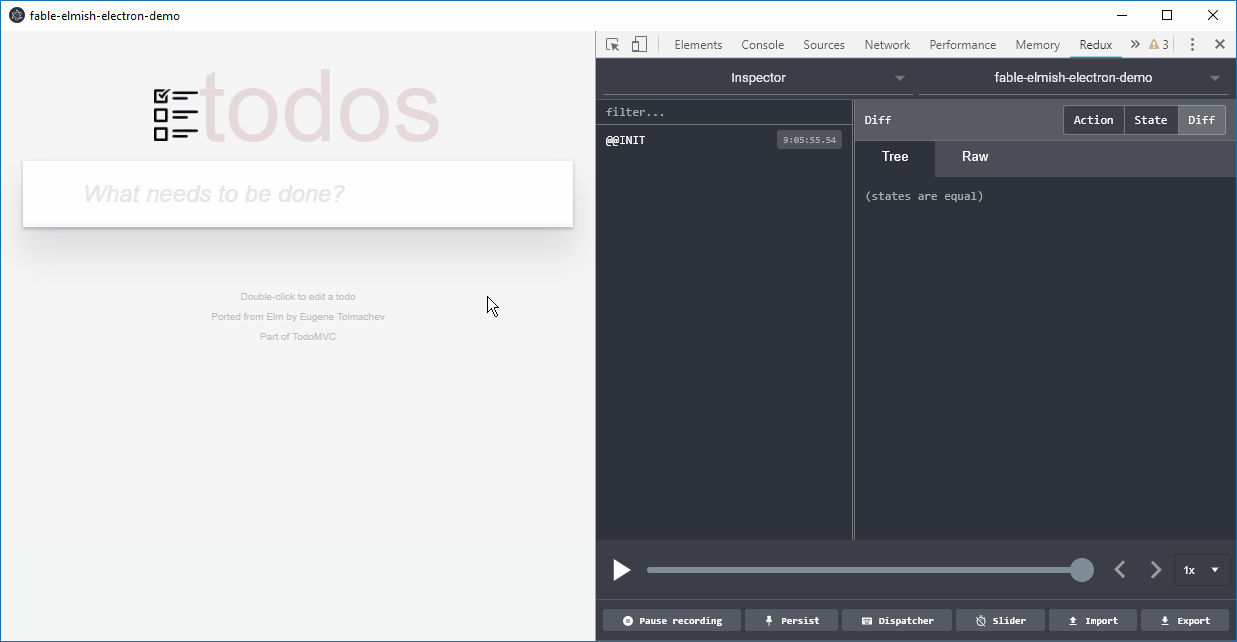 fable-elmish-electron-demo
todos
What needs to be done?
Double-click to edit a todo
Ported from Elm by Eugene Tolmachev
Part of TodoMVC
Elements Console Sources Network Performance Memory Redux » 3
Inspector fable-elmish-electron-demo
filter...
@@INIT 9:05:55.54
Diff Action State Diff
Tree Raw
(states are equal)
1x
Pause recording Persist Dispatcher Slider Import Export